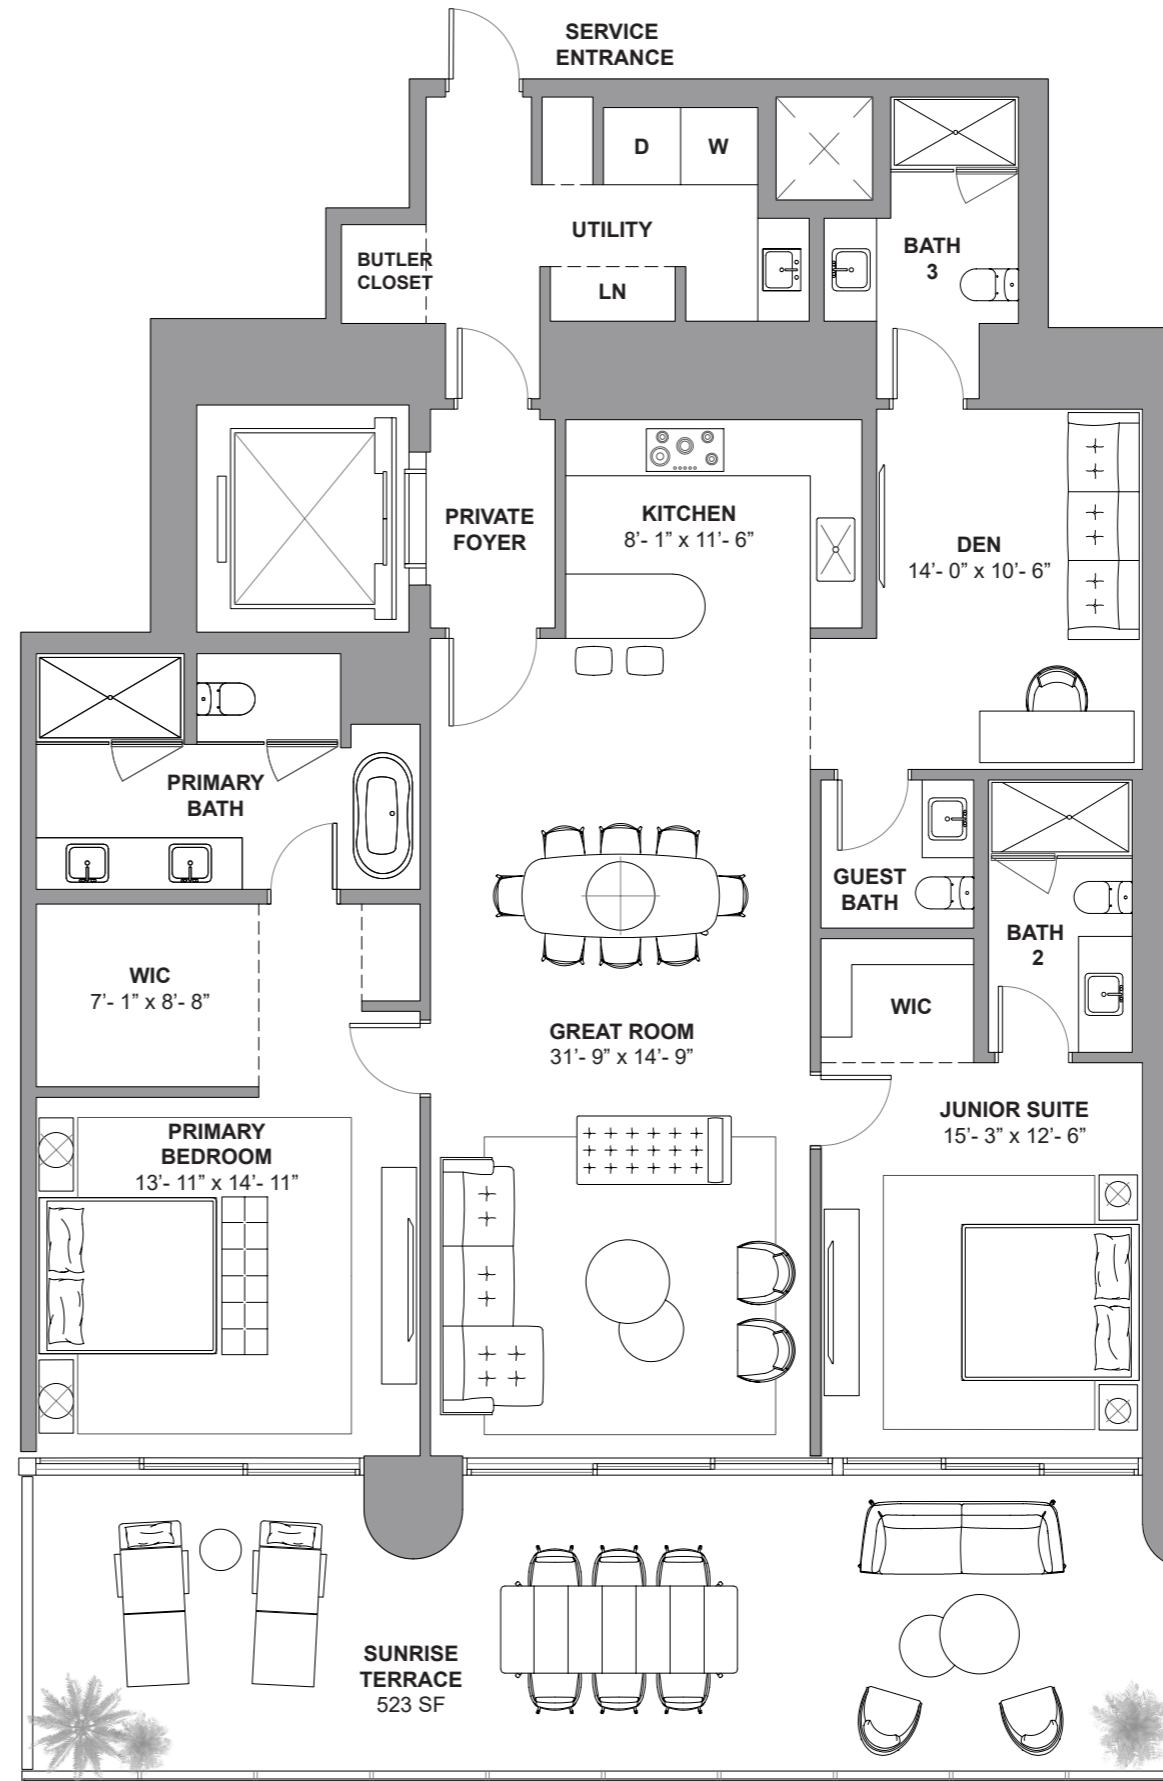 SERVICE
ENTRANCE
D
W
UTILITY
BUTLER
CLOSET
LN
BATH
3
PRIVATE
FOYER
KITCHEN
8’- 1” x 11’- 6”
DEN
14’- 0” x 10’- 6”
PRIMARY
BATH
GUEST
BATH
BATH
2
WIC
7’- 1” x 8’- 8”
WIC
GREAT ROOM
31’- 9” x 14’- 9”
PRIMARY
BEDROOM
13’- 11” x 14’- 11”
JUNIOR SUITE
15’- 3” x 12’- 6”
SUNRISE
TERRACE
523 SF